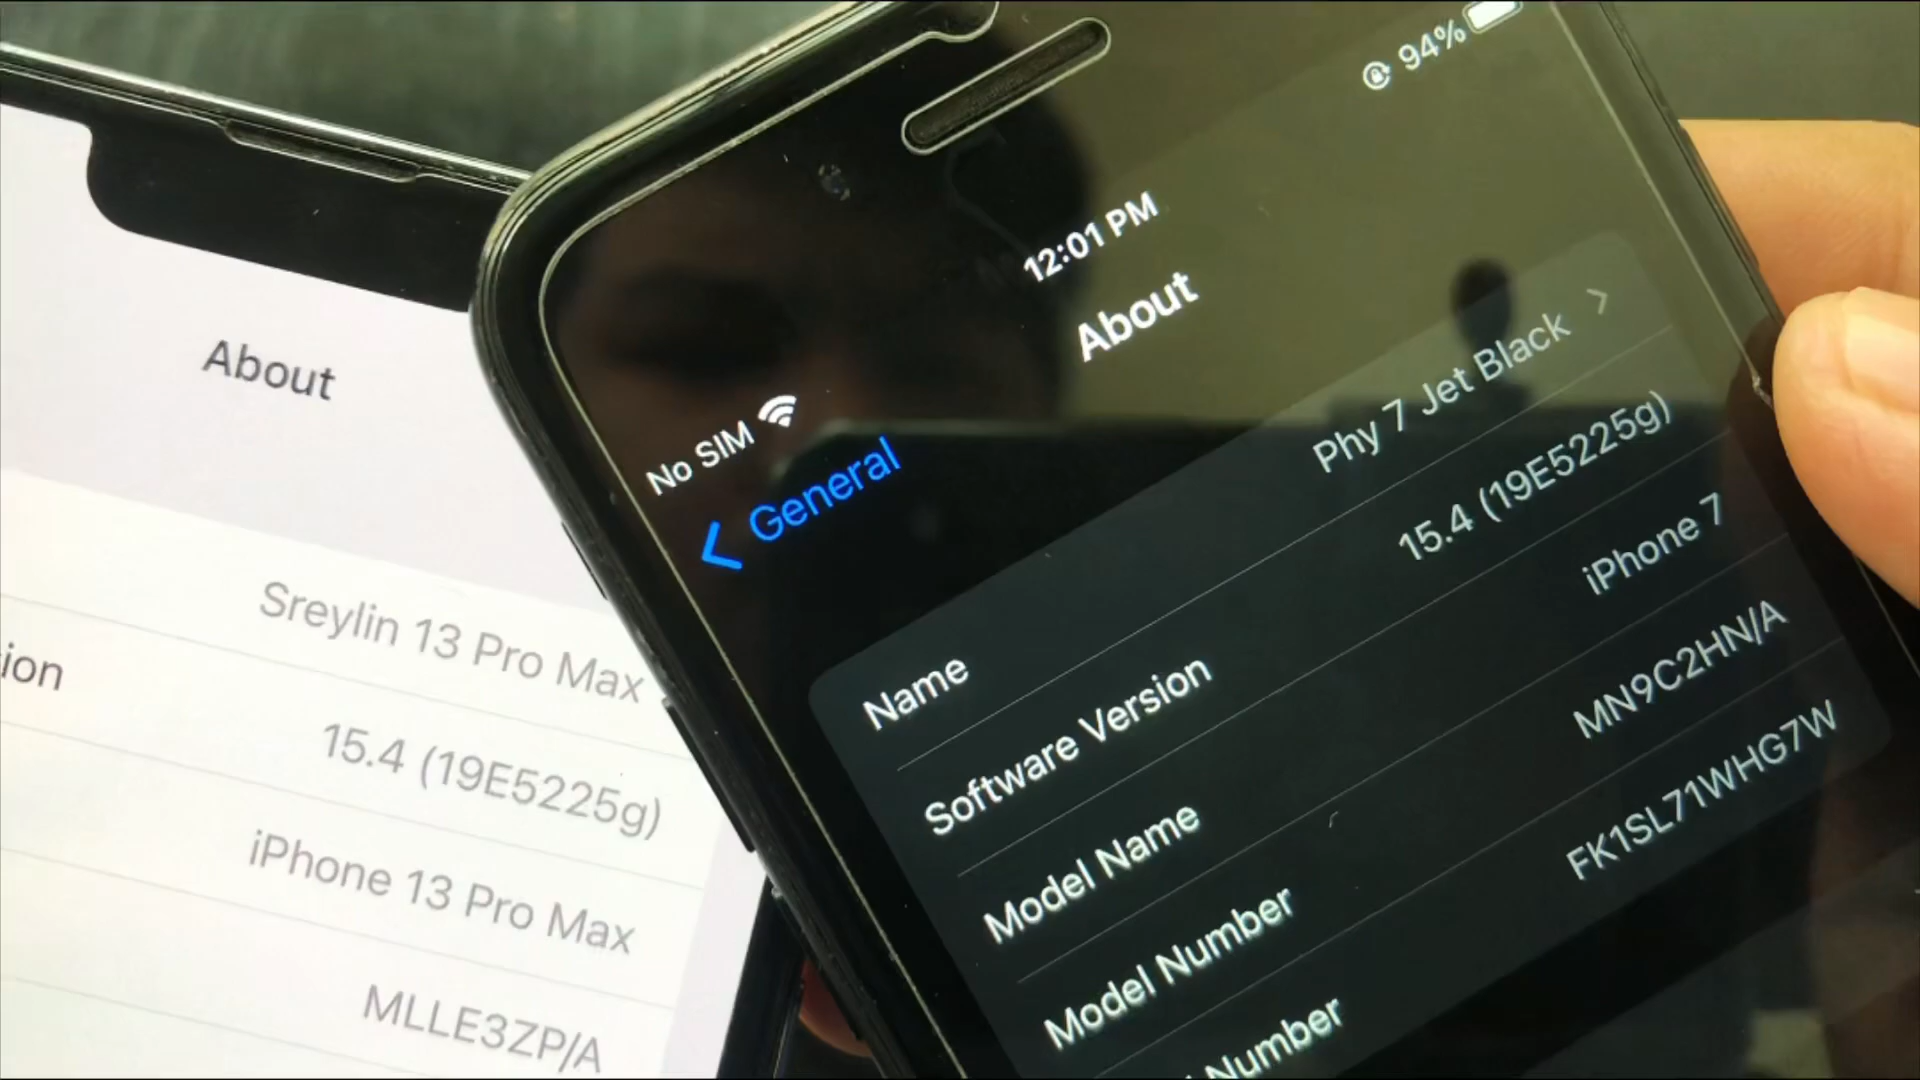 About
Sreylin 13 Pro Max
ion
15.4 (19E5225g)
iPhone 13 Pro Max
MLLE3ZP/A
94%
12:01 PM
No SIM
About
General
Name Phy 7 Jet Black
Software Version 15.4 (19E5225g)
Model Name iPhone 7
Model Number MN9C2HN/A
Number FK1SL71WHG7W